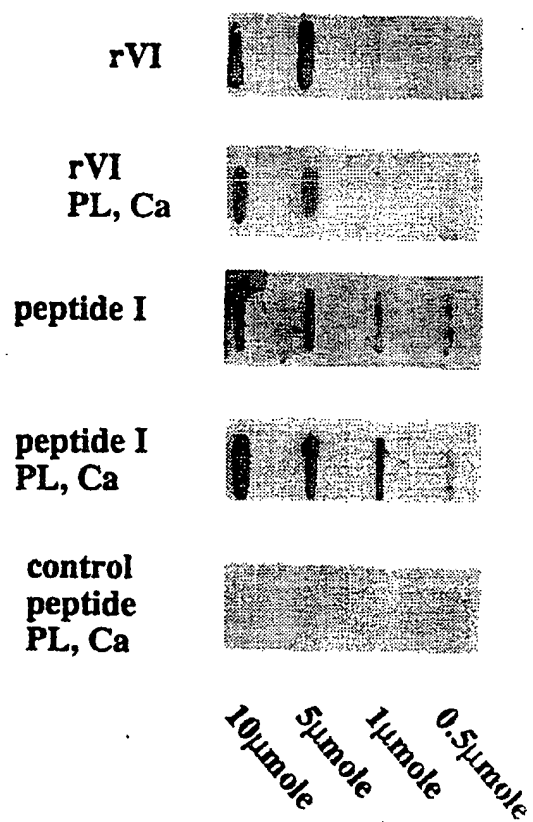 rVI
rVI
PL, Ca
peptide I
peptide I
PL, Ca
control
peptide
PL, Ca
10μmole
5μmole
1μmole
0.5μmole